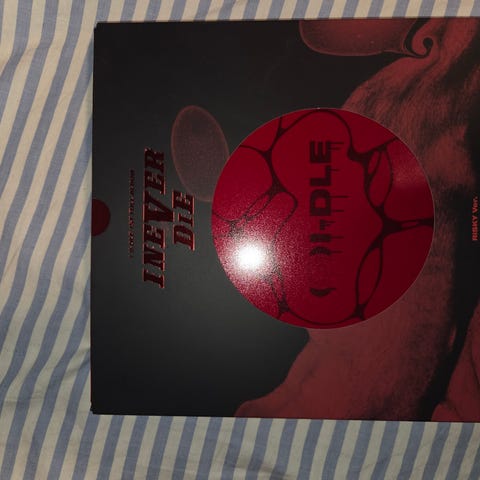 I NEVER
DIE
( )I-DLE
RISKY Ver.